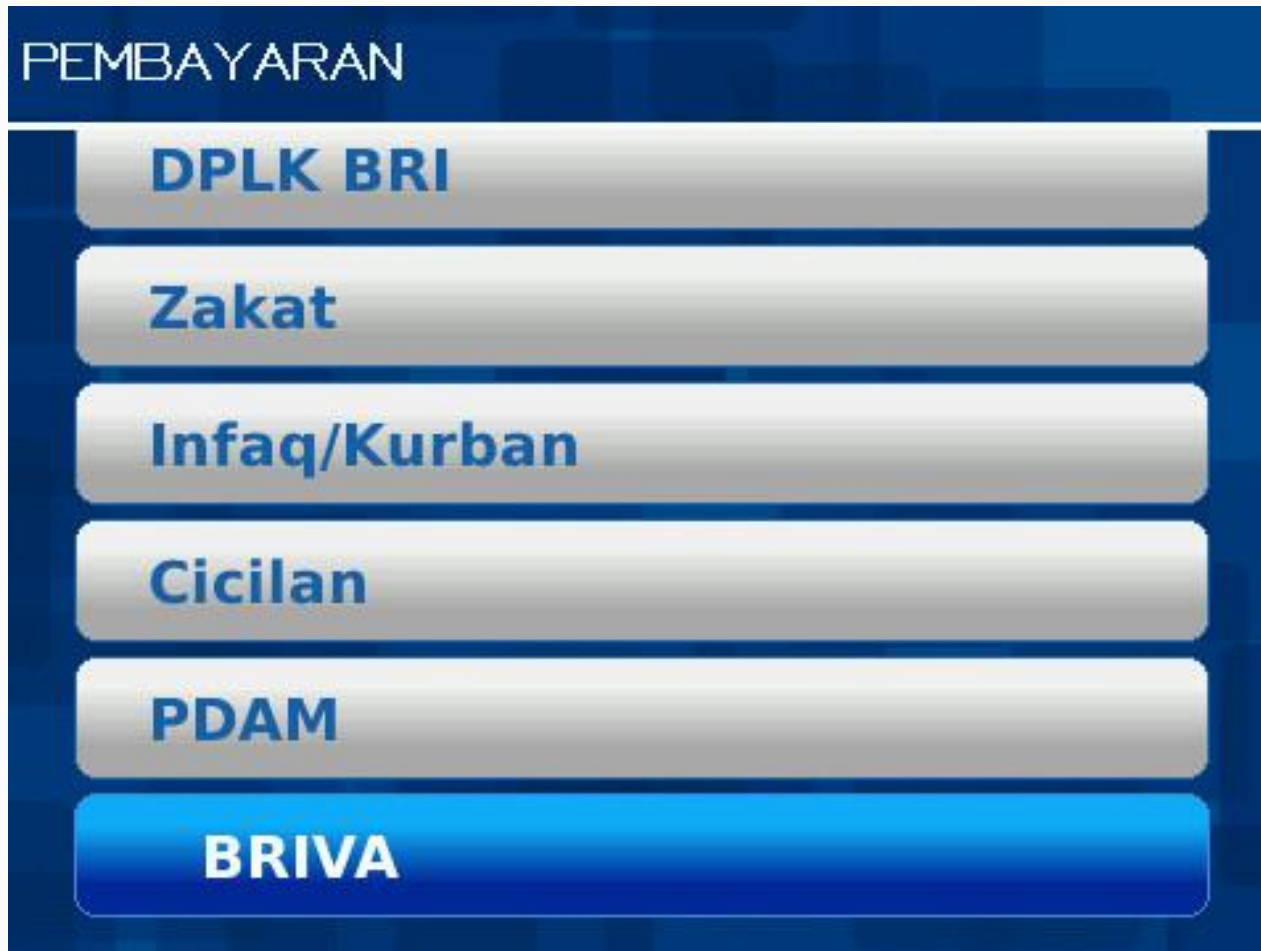 PEMBAYARAN
DPLK BRI
Zakat
Infaq/Kurban
Cicilan
PDAM
BRIVA